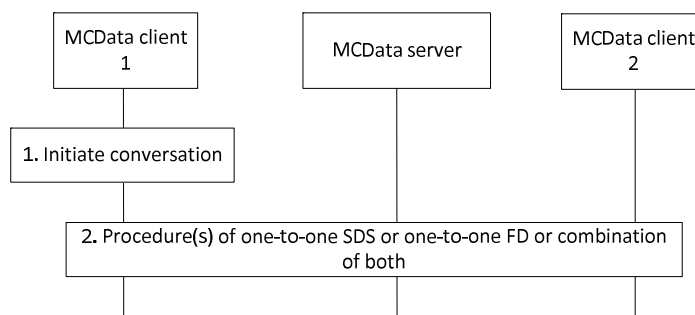 MCData client
1
MCData server
MCData client
2
1. Initiate conversation
2. Procedure(s) of one-to-one SDS or one-to-one FD or combination
of both